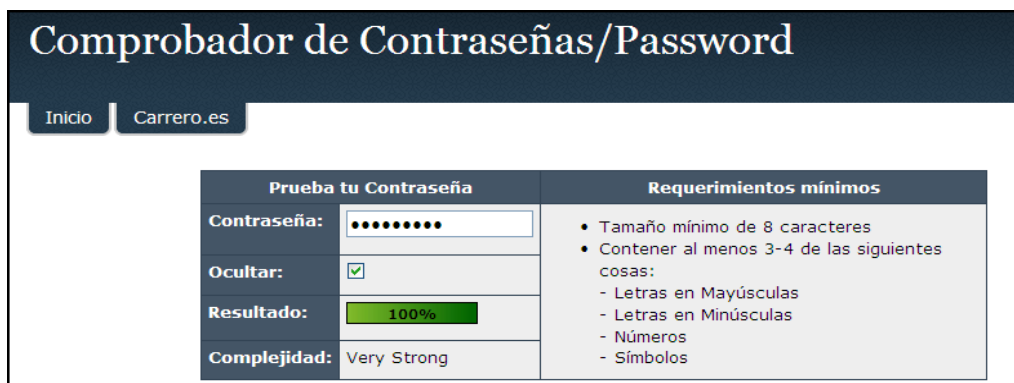 Comprobador de Contraseñas/Password
Inicio
Carrero.es
Prueba tu Contraseña
Requerimientos mínimos
Contraseña:
•••••••••
Ocultar:
Resultado:
100%
Complejidad:
Very Strong
• Tamaño mínimo de 8 caracteres
• Contener al menos 3-4 de las siguientes
cosas:
- Letras en Mayúsculas
- Letras en Minúsculas
- Números
- Símbolos